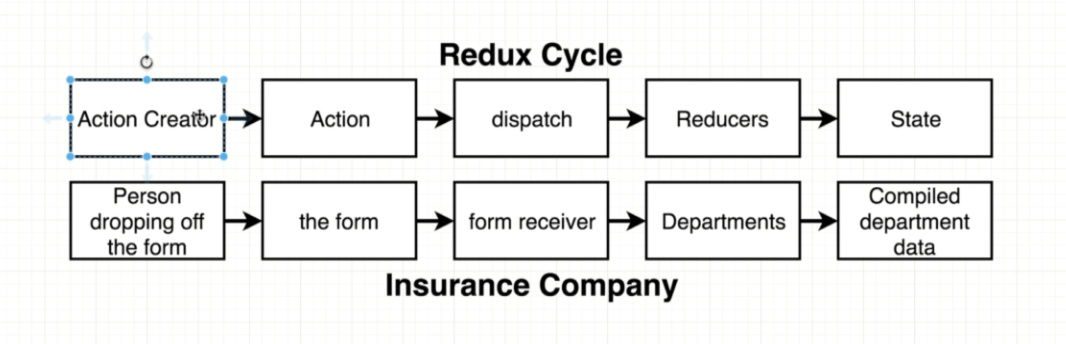 Redux Cycle
Action Creator
Action
dispatch
Reducers
State
Person
dropping off
the form
the form
form receiver
Departments
Compiled
department
data
Insurance Company